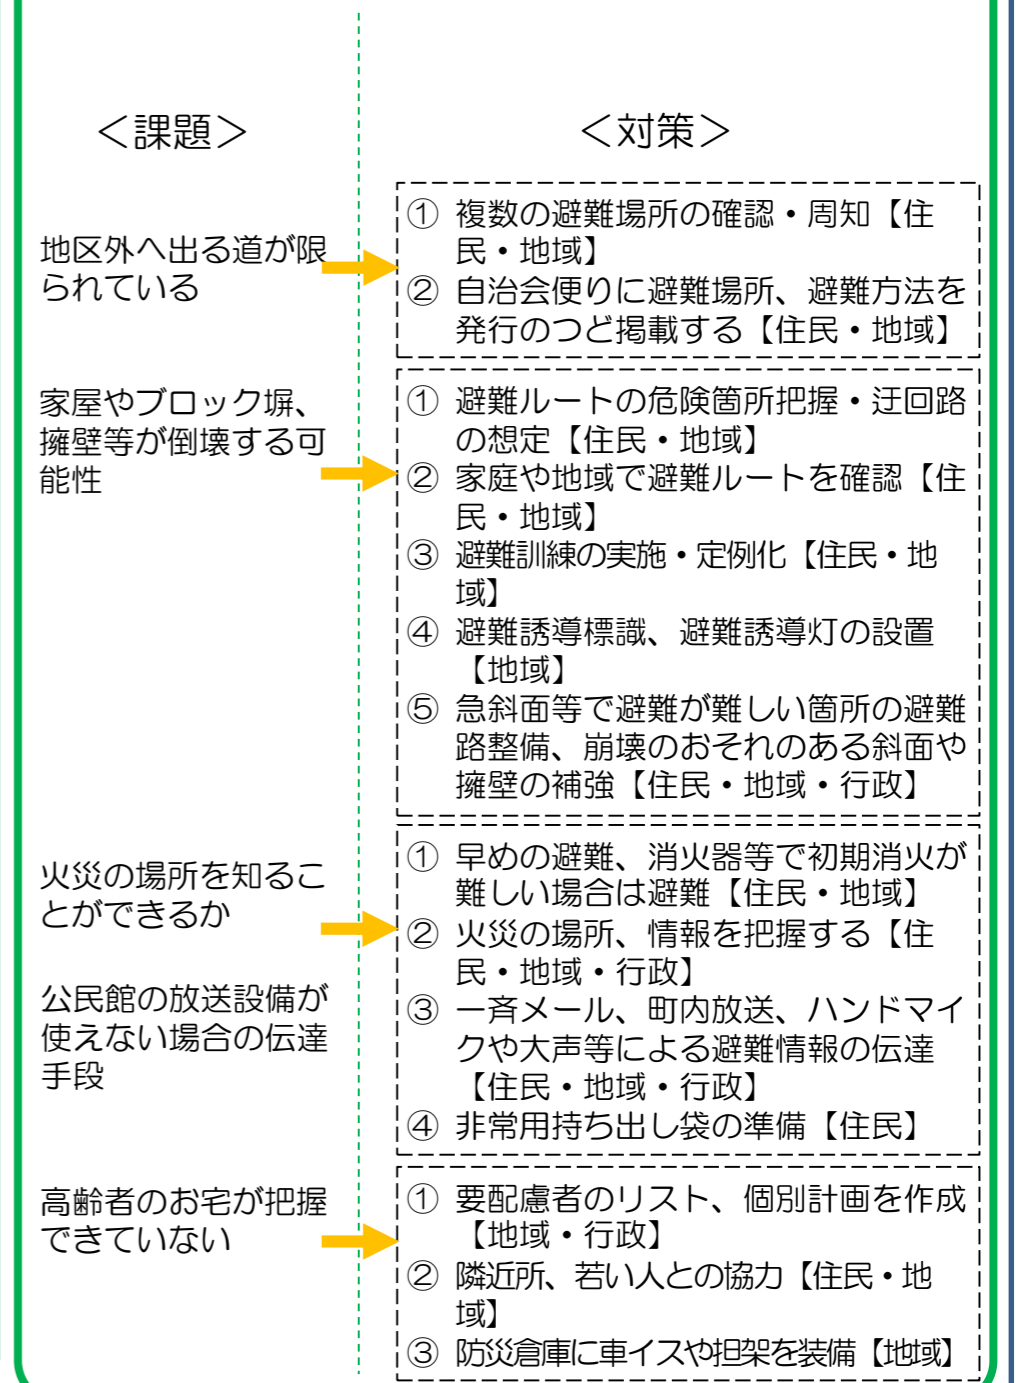 ＜課題＞
＜対策＞
地区外へ出る道が限
られている
① 複数の避難場所の確認・周知【住
民・地域】
② 自治会便りに避難場所、避難方法を
発行のつど掲載する【住民・地域】
家屋やブロック塀、
擁壁等が倒壊する可
能性
① 避難ルートの危険箇所把握・迂回路
の想定【住民・地域】
② 家庭や地域で避難ルートを確認【住
民・地域】
③ 避難訓練の実施・定例化【住民・地
域】
④ 避難誘導標識、避難誘導灯の設置
【地域】
⑤ 急斜面等で避難が難しい箇所の避難
路整備、崩壊のおそれのある斜面や
擁壁の補強【住民・地域・行政】
火災の場所を知るこ
とができるか
公民館の放送設備が
使えない場合の伝達
手段
① 早めの避難、消火器等で初期消火が
難しい場合は避難【住民・地域】
② 火災の場所、情報を把握する【住
民・地域・行政】
③ 一斉メール、町内放送、ハンドマイ
クや大声等による避難情報の伝達
【住民・地域・行政】
④ 非常用持ち出し袋の準備【住民】
高齢者のお宅が把握
できていない
① 要配慮者のリスト、個別計画を作成
【地域・行政】
② 隣近所、若い人との協力【住民・地
域】
③ 防災倉庫に車イスや担架を装備【地域】